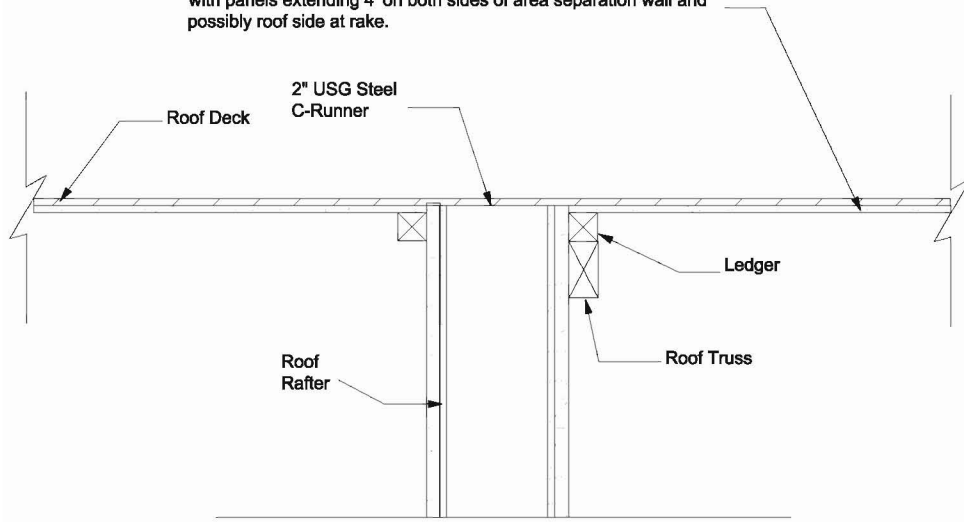 with panels extending 4' on both sides of area separation wall and
possibly roof side at rake.
2" USG Steel
C-Runner
Roof Deck
Ledger
Roof Truss
Roof
Rafter